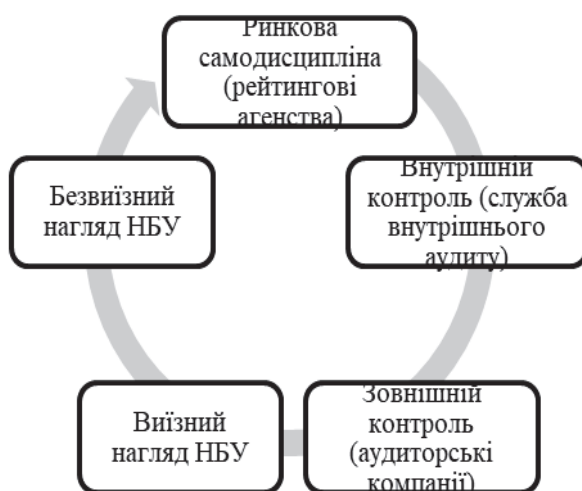 Ринкова
самодисципліна
(рейтингові
агенства)
Внутрішній
контроль (служба
внутрішнього
аудиту)
Зовнішній
контроль
(аудиторські
компанії)
Виїзний
нагляд НБУ
Безвиїзний
нагляд НБУ